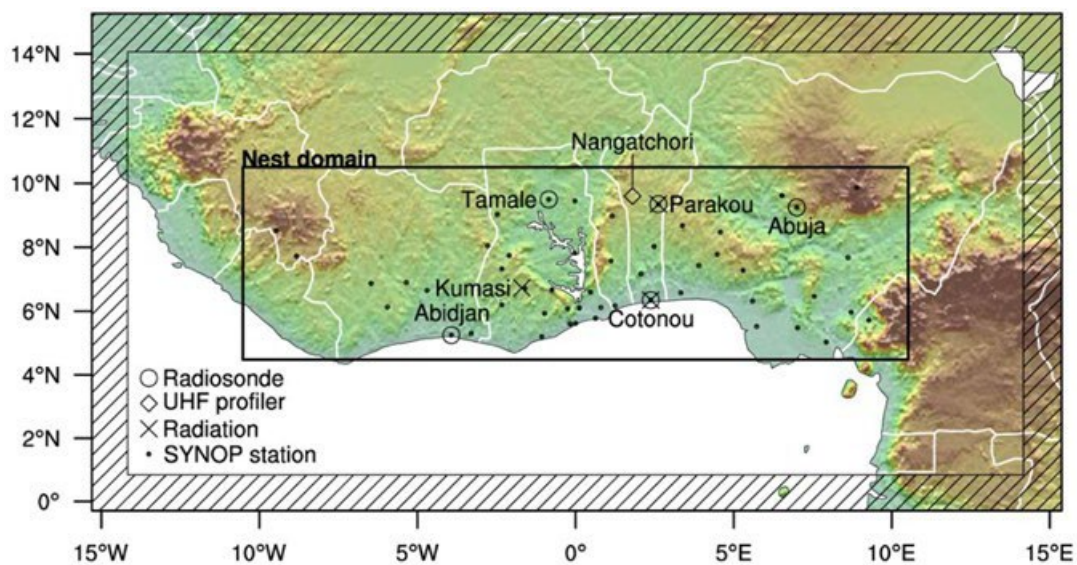 14°N
12°N
10°N
8°N
6°N
4°N
2°N
0°
Nest domain
Nangatchori
Tamale
Parakou
Abuja
Kumasi
Abidjan
Cotonou
Radiosonde
UHF profiler
Radiation
SYNOP station
15°W
10°W
5°W
0°
5°E
10°E
15°E